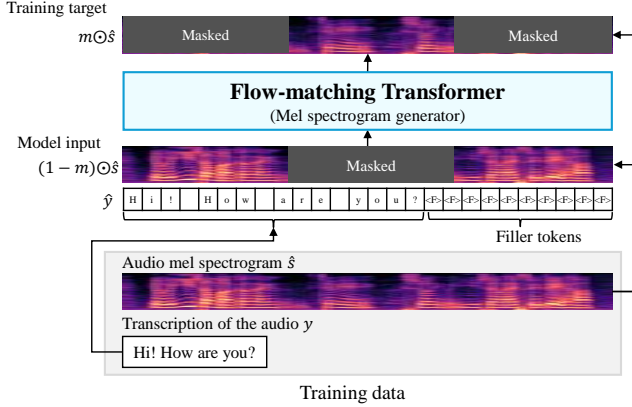 Training target
m⊙ŝ
Masked
Masked
Flow-matching Transformer
(Mel spectrogram generator)
Model input
(1 − m)⊙ŝ
Masked
ŷ
H i ! H o w a r e y o u ? <F> <F> <F> <F> <F> <F> <F> <F> <F>
Filler tokens
Audio mel spectrogram ŝ
Transcription of the audio y
Hi! How are you?
Training data